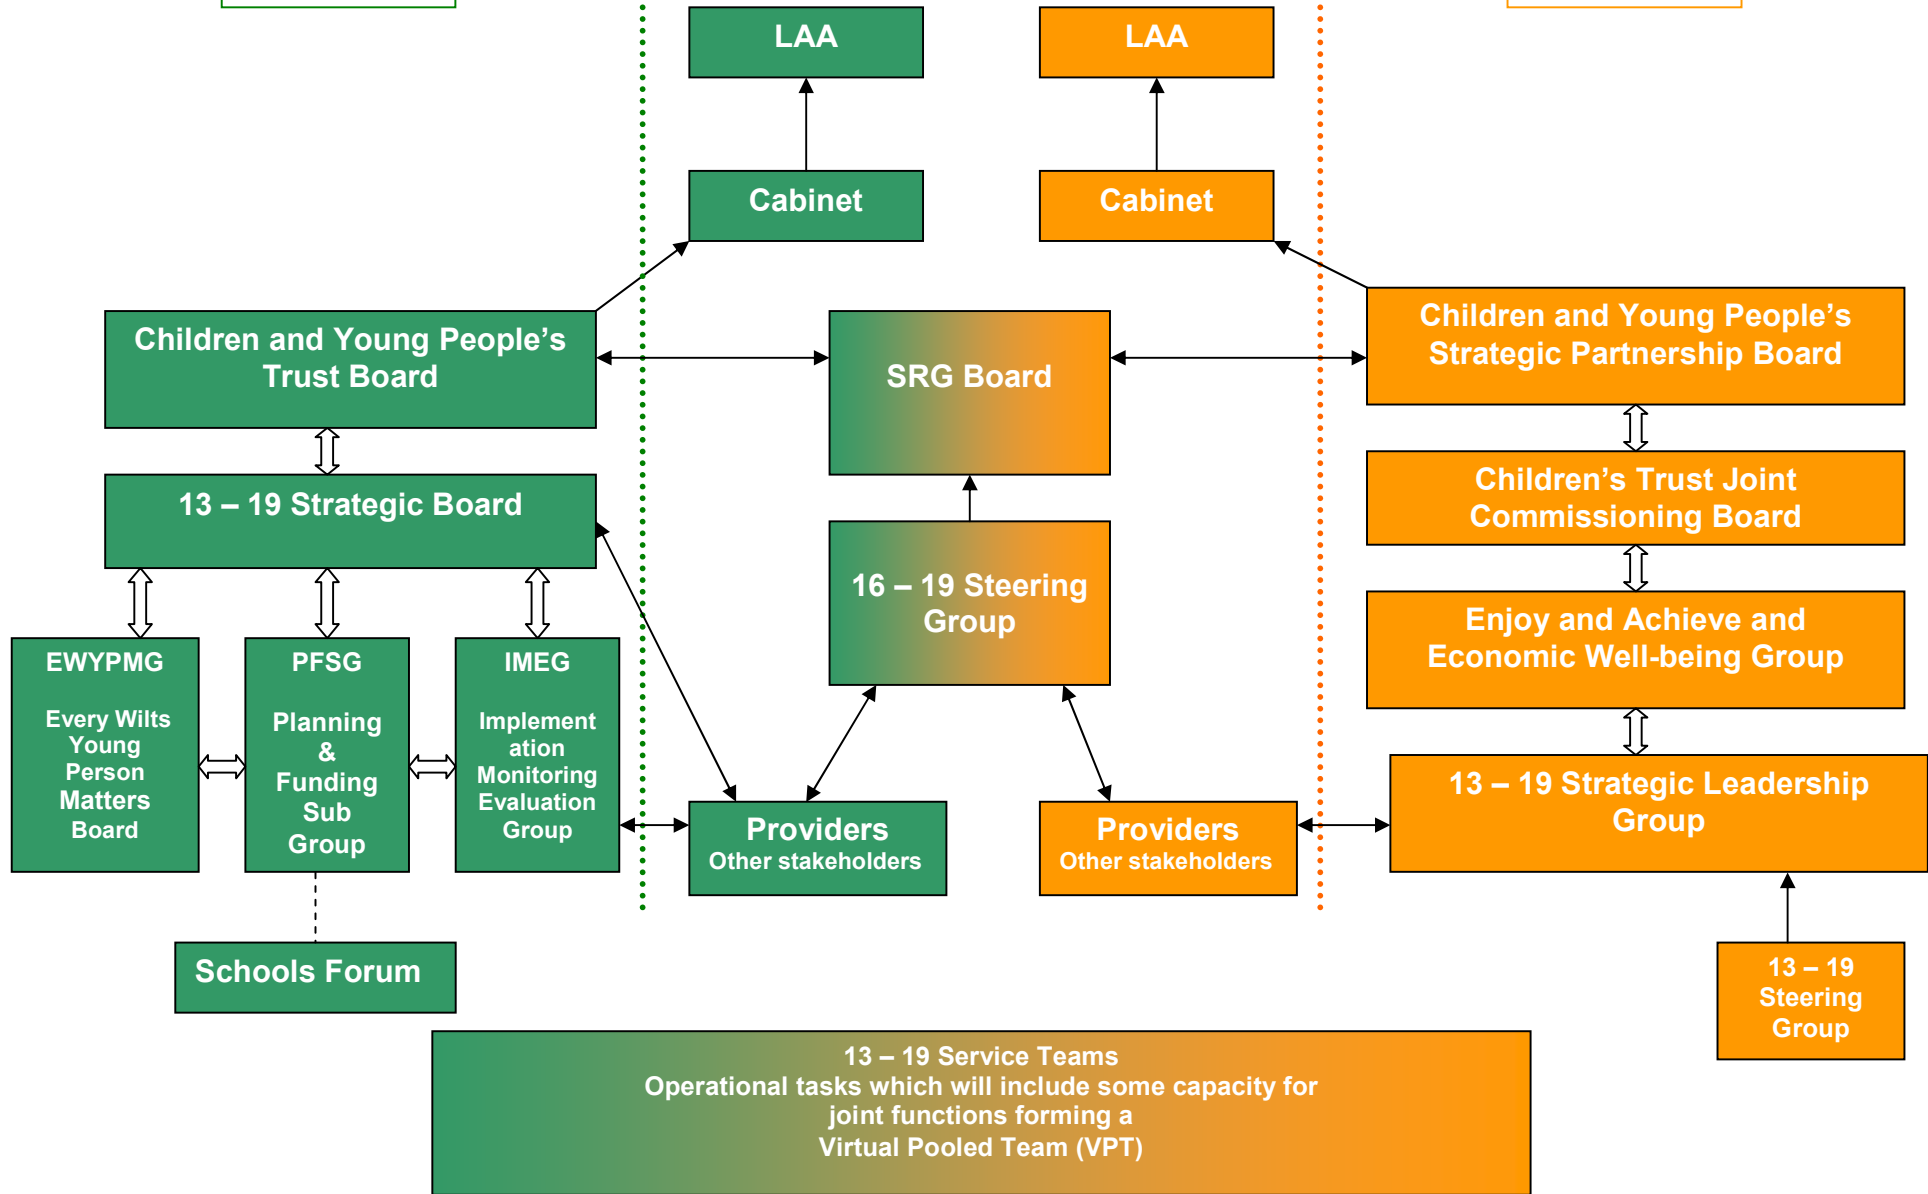 LAA
LAA
Cabinet
Cabinet
Children and Young People’s
Trust Board
SRG Board
Children and Young People’s
Strategic Partnership Board
13 – 19 Strategic Board
Children’s Trust Joint
Commissioning Board
16 – 19 Steering
Group
Enjoy and Achieve and
Economic Well-being Group
EWYPMG
Every Wilts
Young
Person
Matters
Board
PFSG
Planning
&
Funding
Sub
Group
IMEG
Implement
ation
Monitoring
Evaluation
Group
Providers
Other stakeholders
Providers
Other stakeholders
13 – 19 Strategic Leadership
Group
Schools Forum
13 – 19
Steering
Group
13 – 19 Service Teams
Operational tasks which will include some capacity for
joint functions forming a
Virtual Pooled Team (VPT)